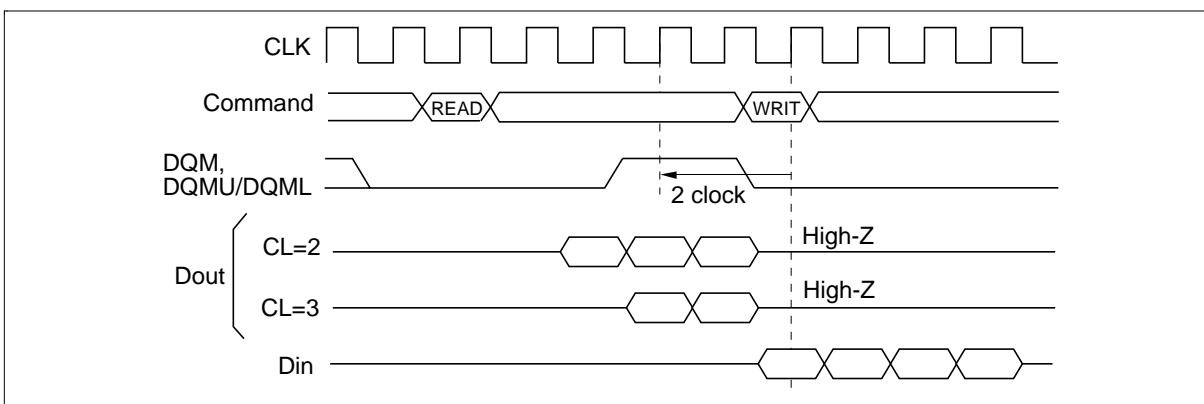 CLK
Command
READ
WRIT
DQM,
DQMU/DQML
2 clock
CL=2
High-Z
Dout
CL=3
High-Z
Din